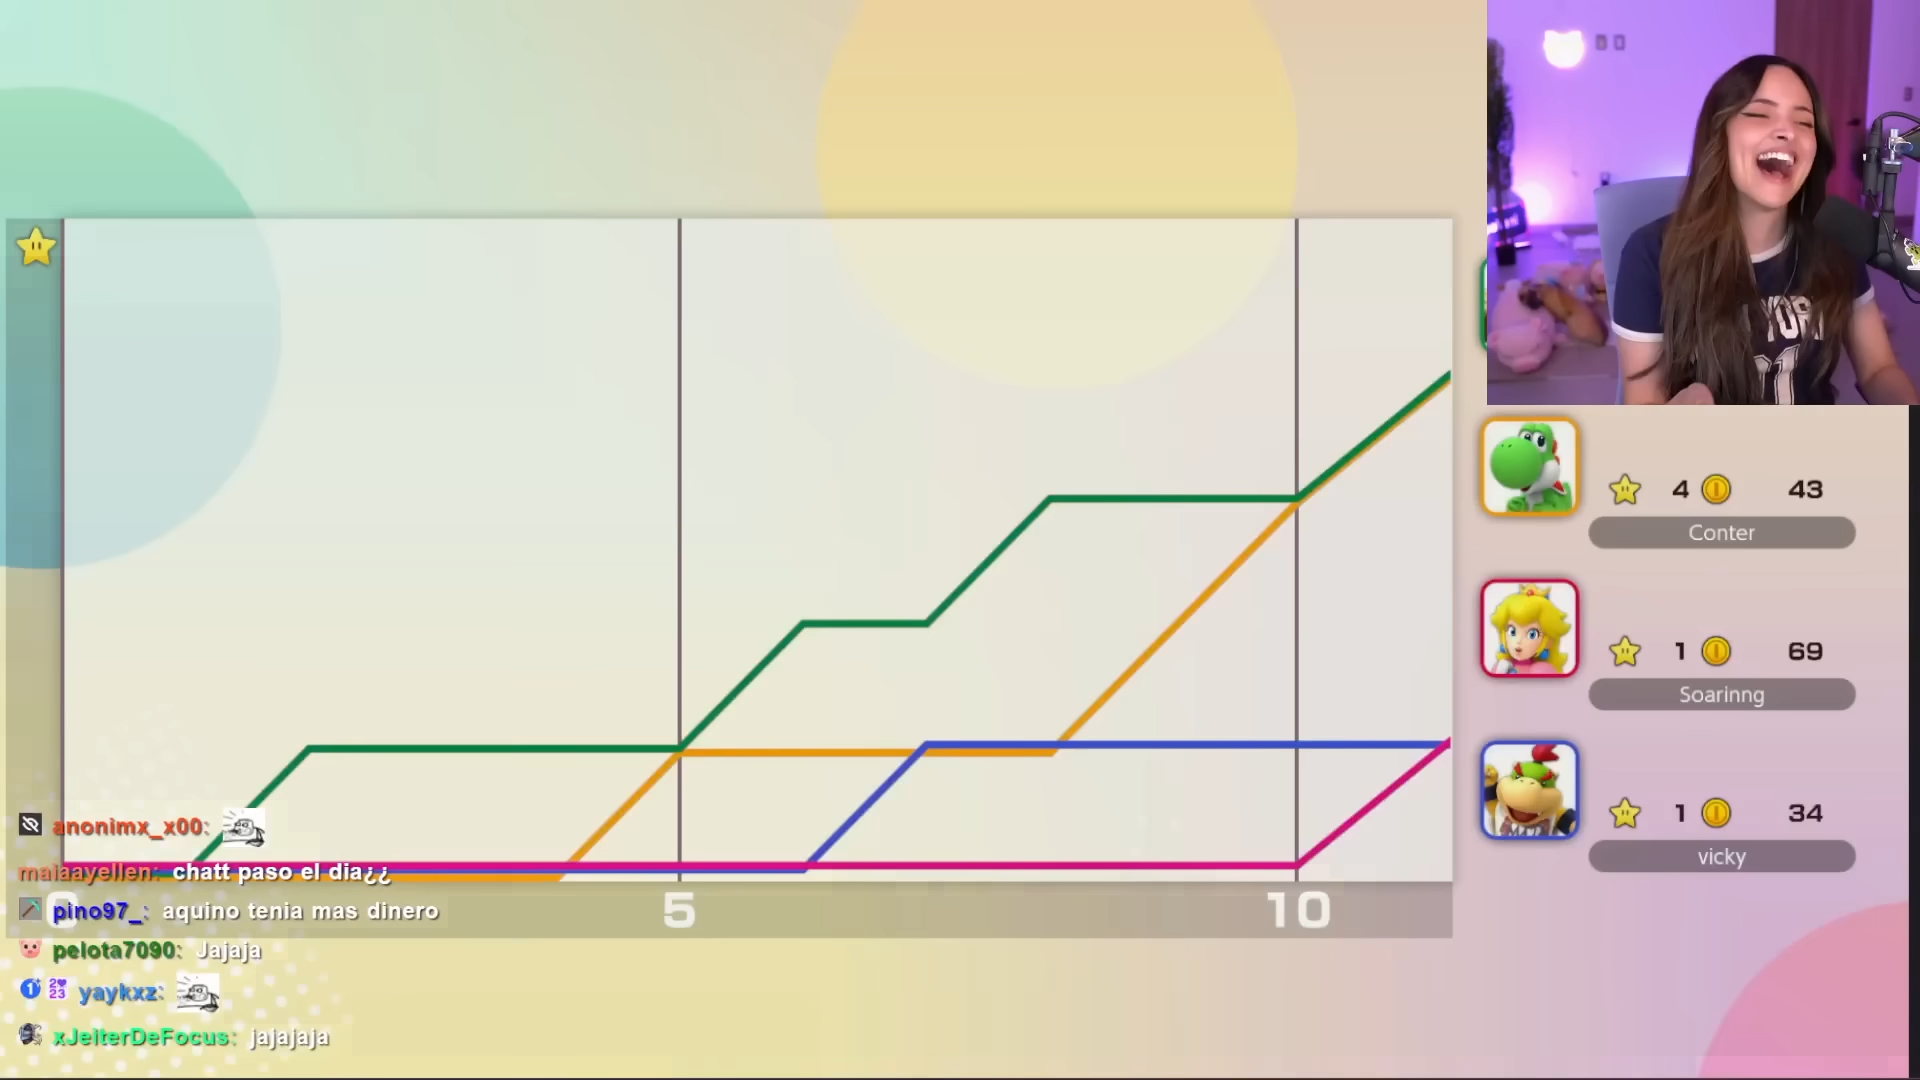 4 43
Conter
1 69
Soarinng
1 34
vicky
0 5 10
anonimx_x00:
maiaayellen: chatt paso el dia¿¿
pino97_: aquino tenia mas dinero
pelota7090: Jajaja
yaykxz:
xJeiterDeFocus: jajajaja